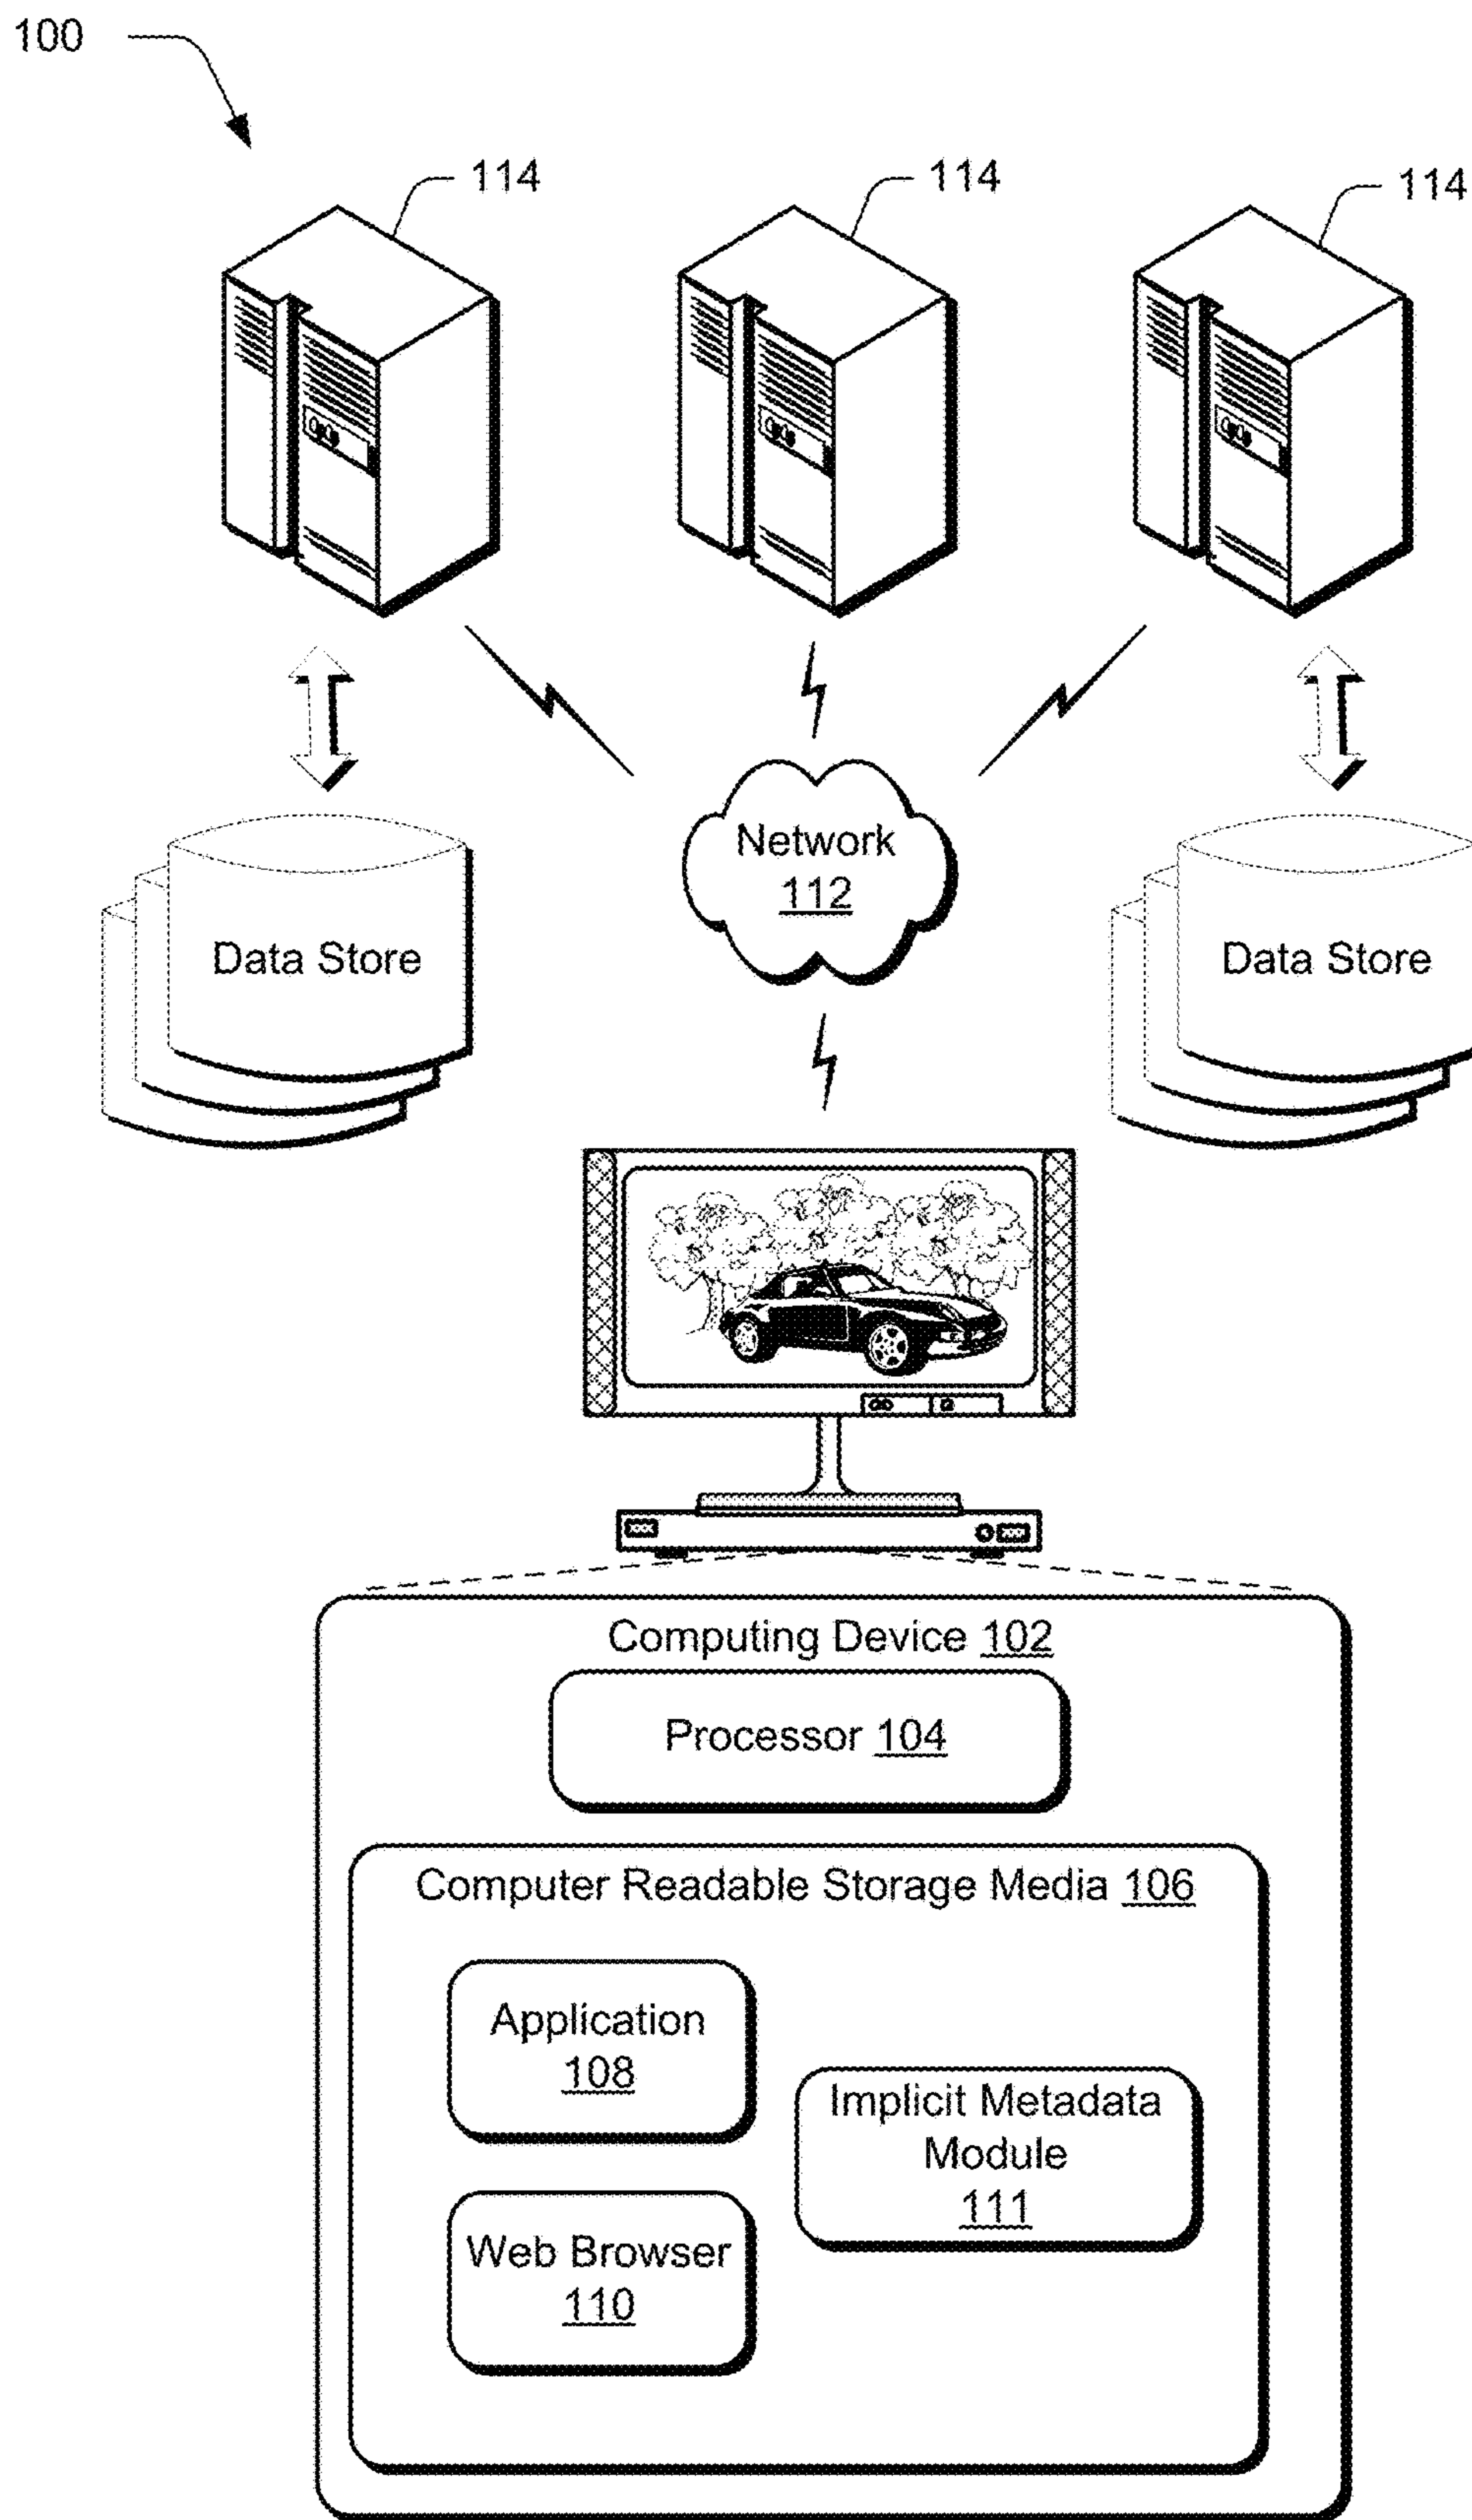 100
114
114
114
Network
112
Data Store
Data Store
Computing Device 102
Processor 104
Computer Readable Storage Media 106
Application
108
Implicit Metadata
Module
111
Web Browser
110